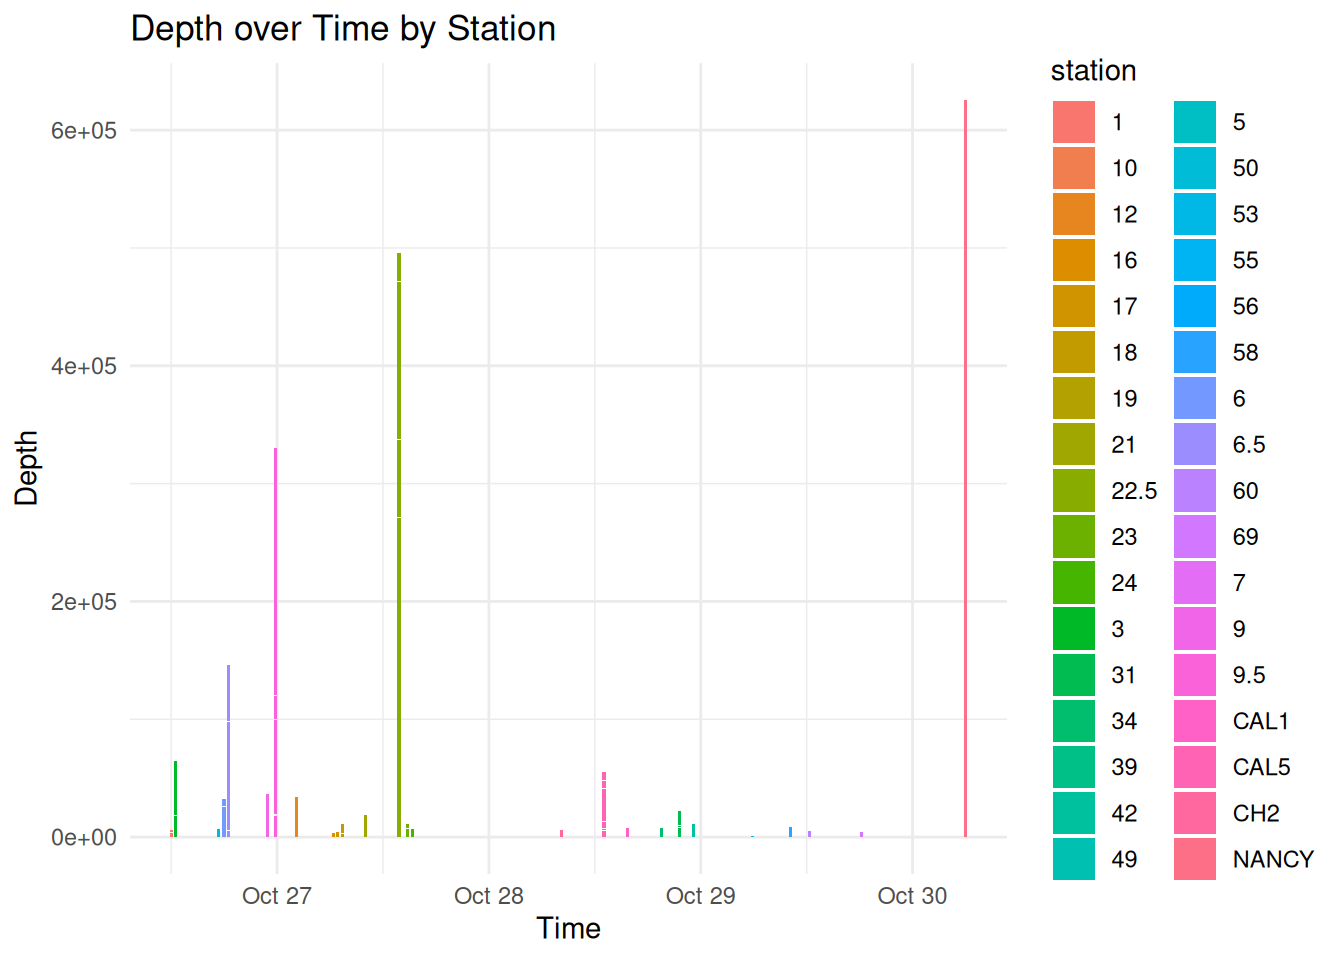 Depth over Time by Station
station
1
10
12
16
17
18
19
21
22.5
23
24
3
31
34
39
42
49
5
50
53
55
56
58
6
6.5
60
69
7
9
9.5
CAL1
CAL5
CH2
NANCY
Depth
6e+05
4e+05
2e+05
0e+00
Oct 27
Oct 28
Oct 29
Oct 30
Time